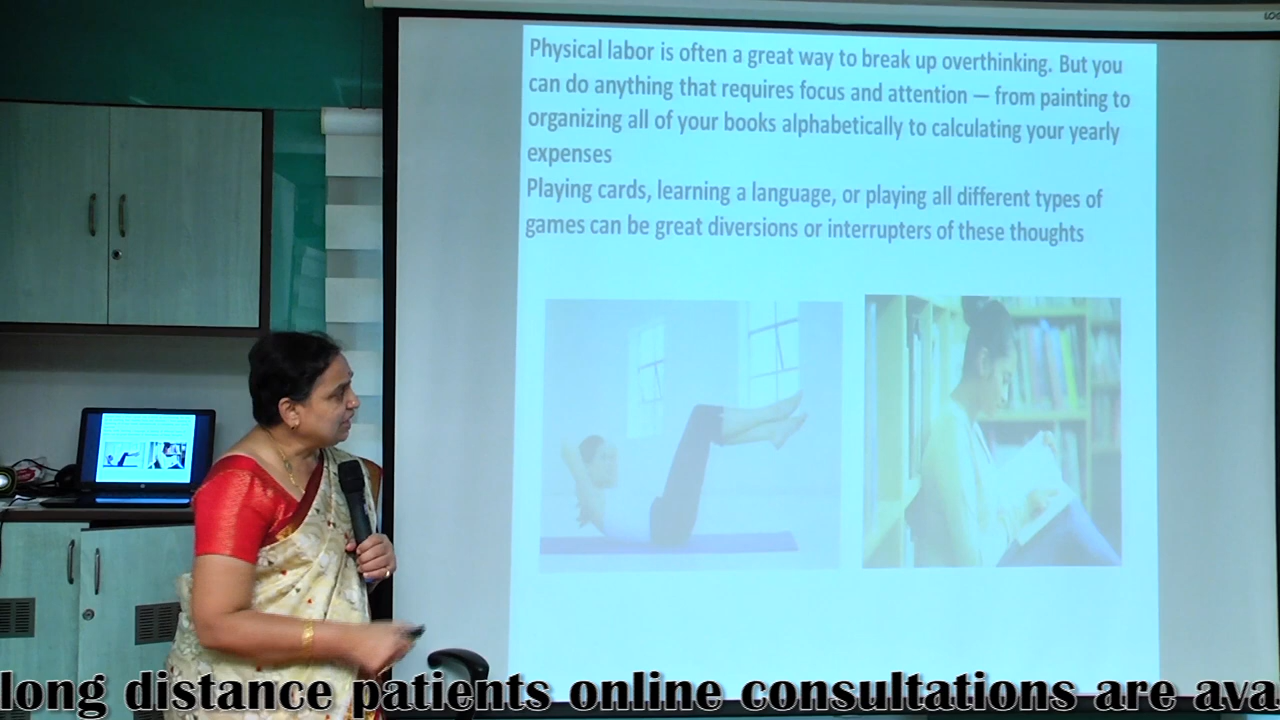 Physical labor is often a great way to break up overthinking. But you
can do anything that requires focus and attention — from painting to
organizing all of your books alphabetically to calculating your yearly
expenses
Playing cards, learning a language, or playing all different types of
games can be great diversions or interrupters of these thoughts
long distance patients online consultations are ava